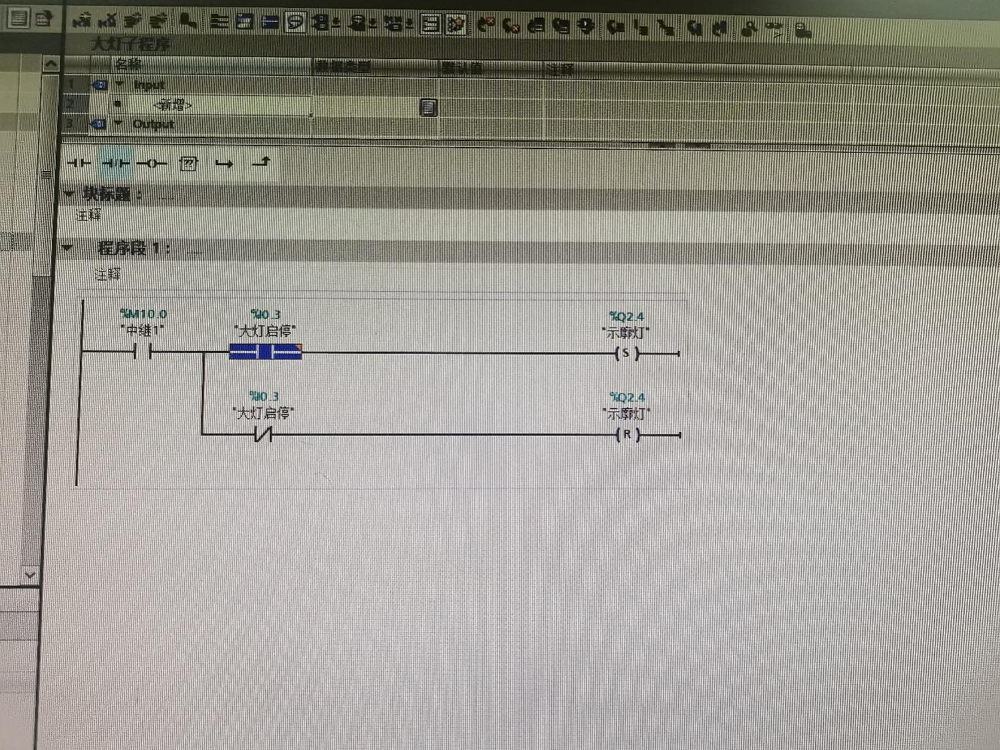 大灯子程序
名称 数据类型 默认值 注释
1 Input
2 <新增>
3 Output
??
块标题：
注释
程序段 1：
注释
%M10.0 %I0.3 %Q2.4
"中继1" "大灯启停" "示廓灯"
S
%I0.3 %Q2.4
"大灯启停" "示廓灯"
R